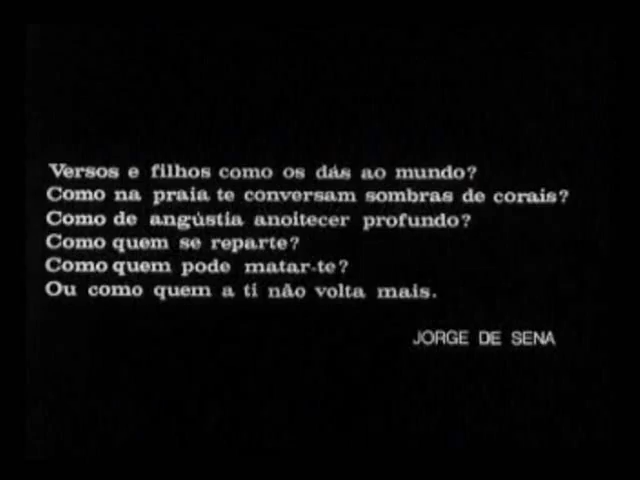 Versos e filhos como os dás ao mundo?
Como na praia te conversam sombras de corais?
Como de angústia anoitecer profundo?
Como quem se reparte?
Como quem pode matar-te?
Ou como quem a ti não volta mais.
JORGE DE SENA